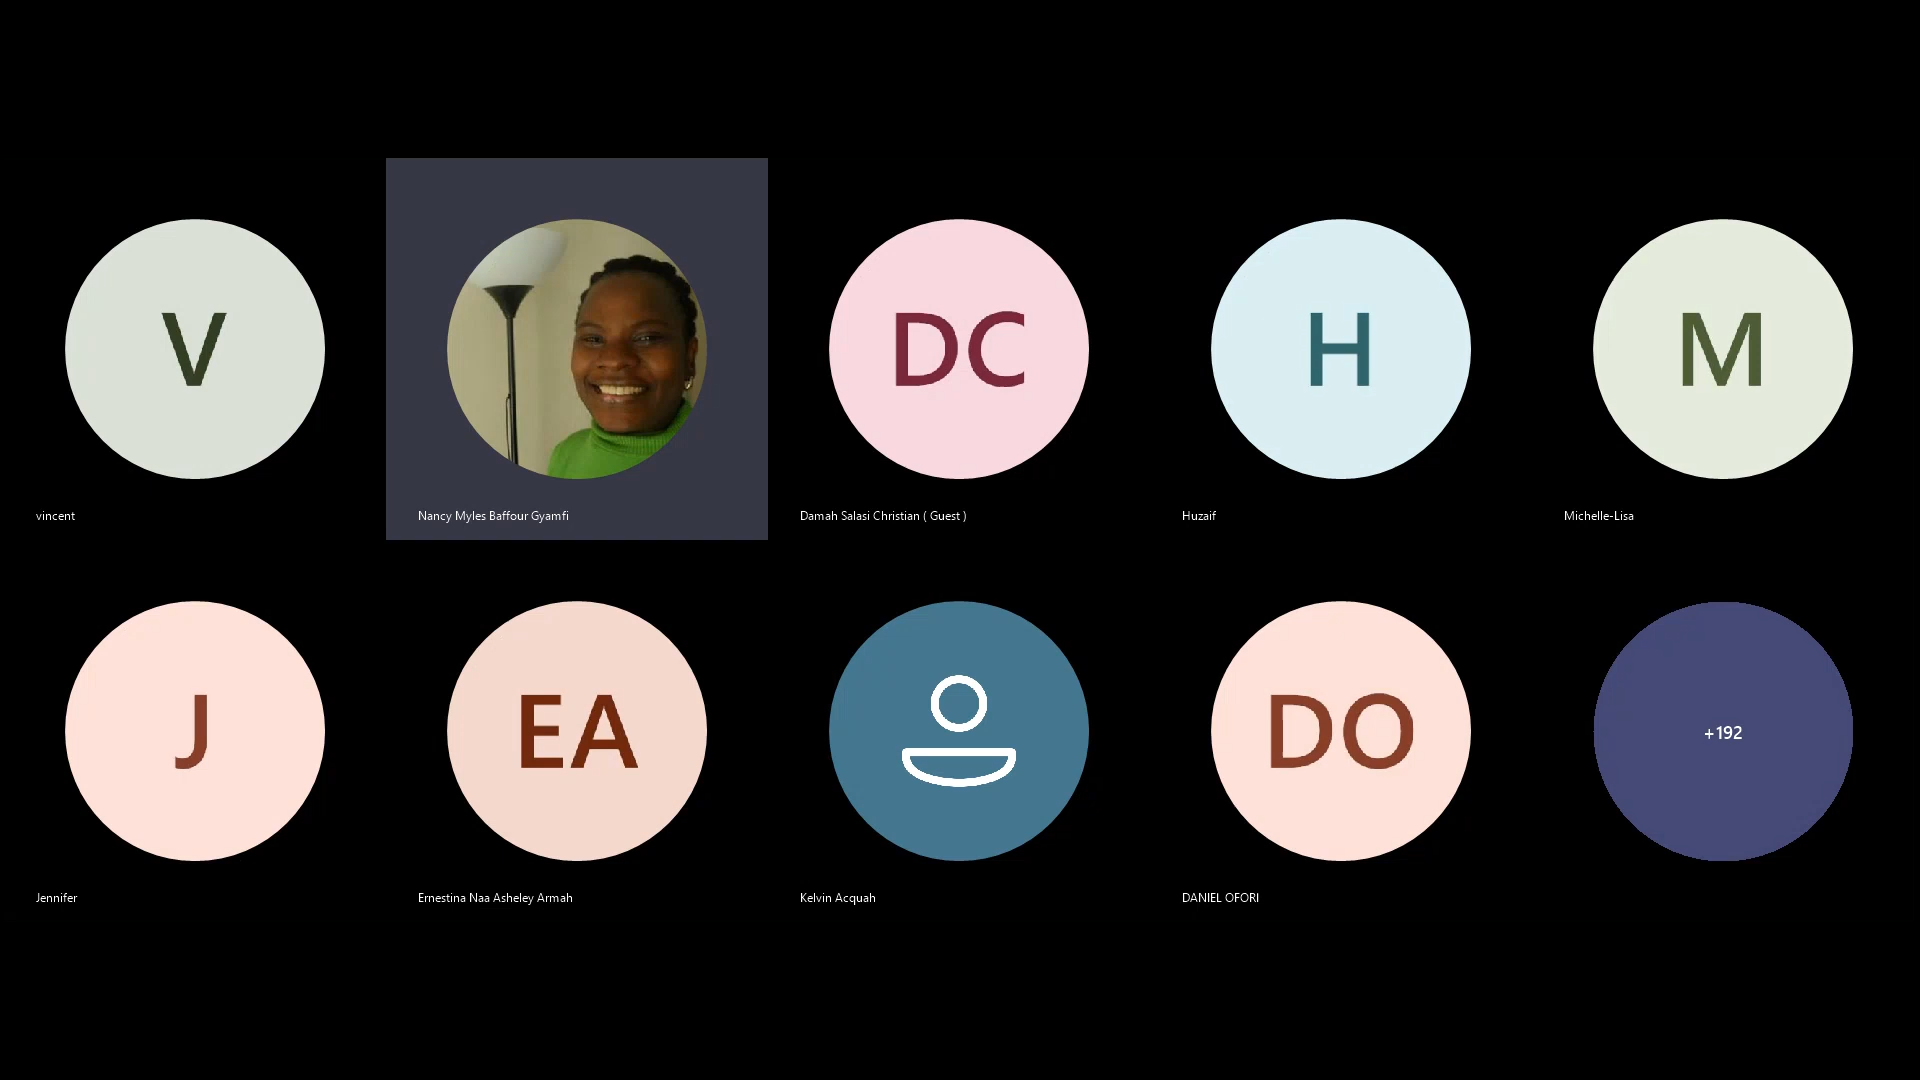 V
DC
H
M
vincent
Nancy Myles Baffour Gyamfi
Damah Salasi Christian ( Guest )
Huzaif
Michelle-Lisa
J
EA
DO
+192
Jennifer
Ernestina Naa Asheley Armah
Kelvin Acquah
DANIEL OFORI